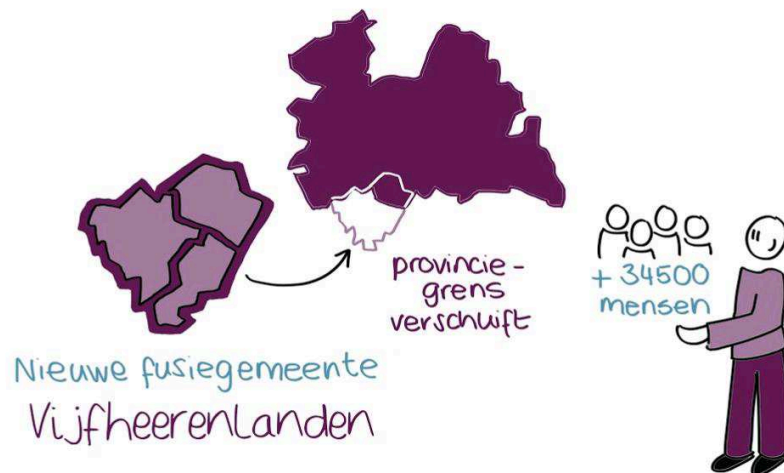 provincie-
grens
verschuift
+ 34500
mensen
Nieuwe fusiegemeente
Vijfheerenlanden